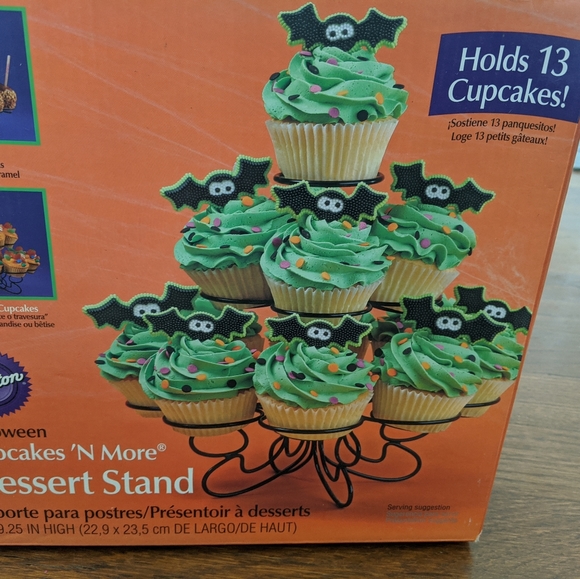 Holds 13
Cupcakes!
¡Sostiene 13 panquesitos!
Loge 13 petits gâteaux!
s
ramel
Cupcakes
te o travesura"
andise ou bêtise
ton
oween
pcakes 'N More®
essert Stand
porte para postres/Présentoir à desserts
9.25 IN HIGH (22,9 x 23,5 cm DE LARGO/DE HAUT)
Serving suggestion